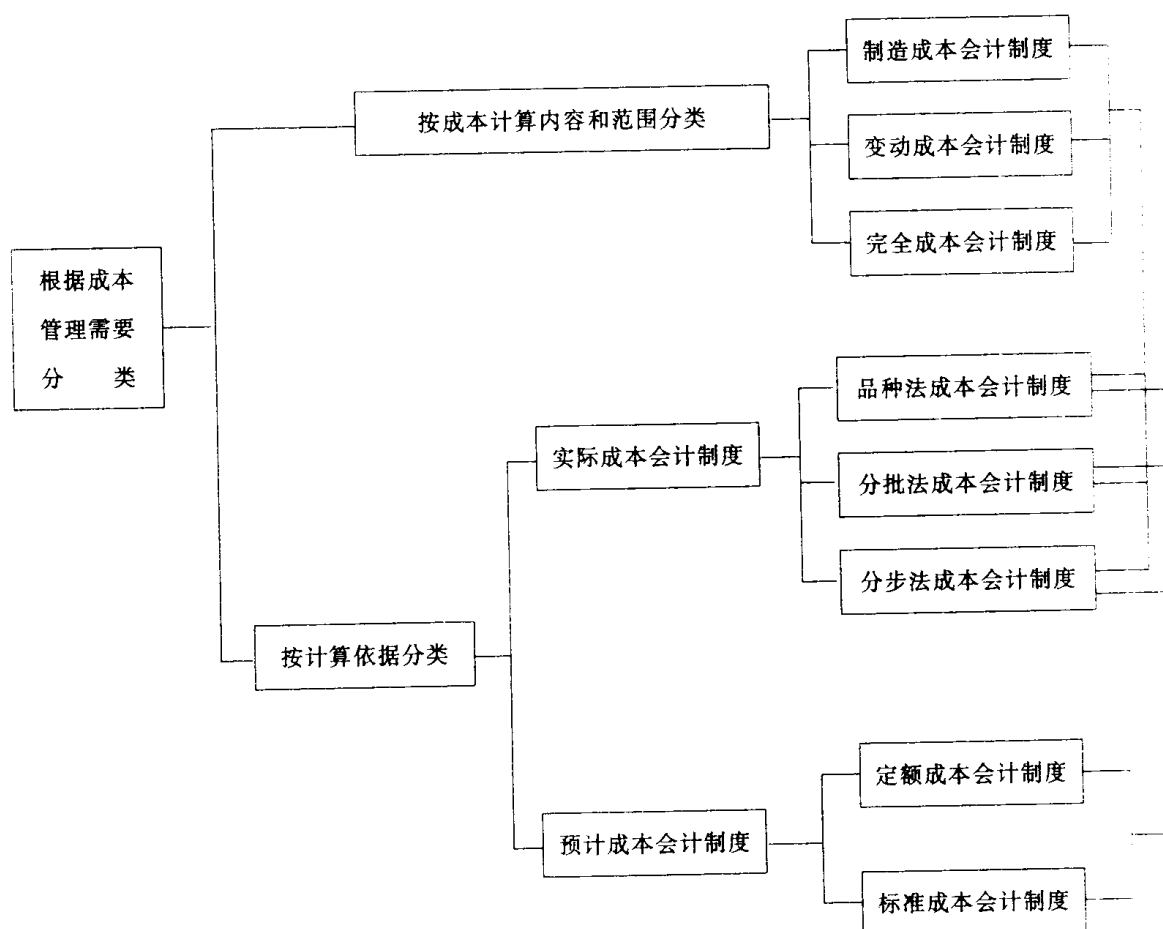 制造成本会计制度
按成本计算内容和范围分类
变动成本会计制度
完全成本会计制度
根据成本
管理需要
分 类
品种法成本会计制度
实际成本会计制度
分批法成本会计制度
分步法成本会计制度
按计算依据分类
定额成本会计制度
预计成本会计制度
标准成本会计制度